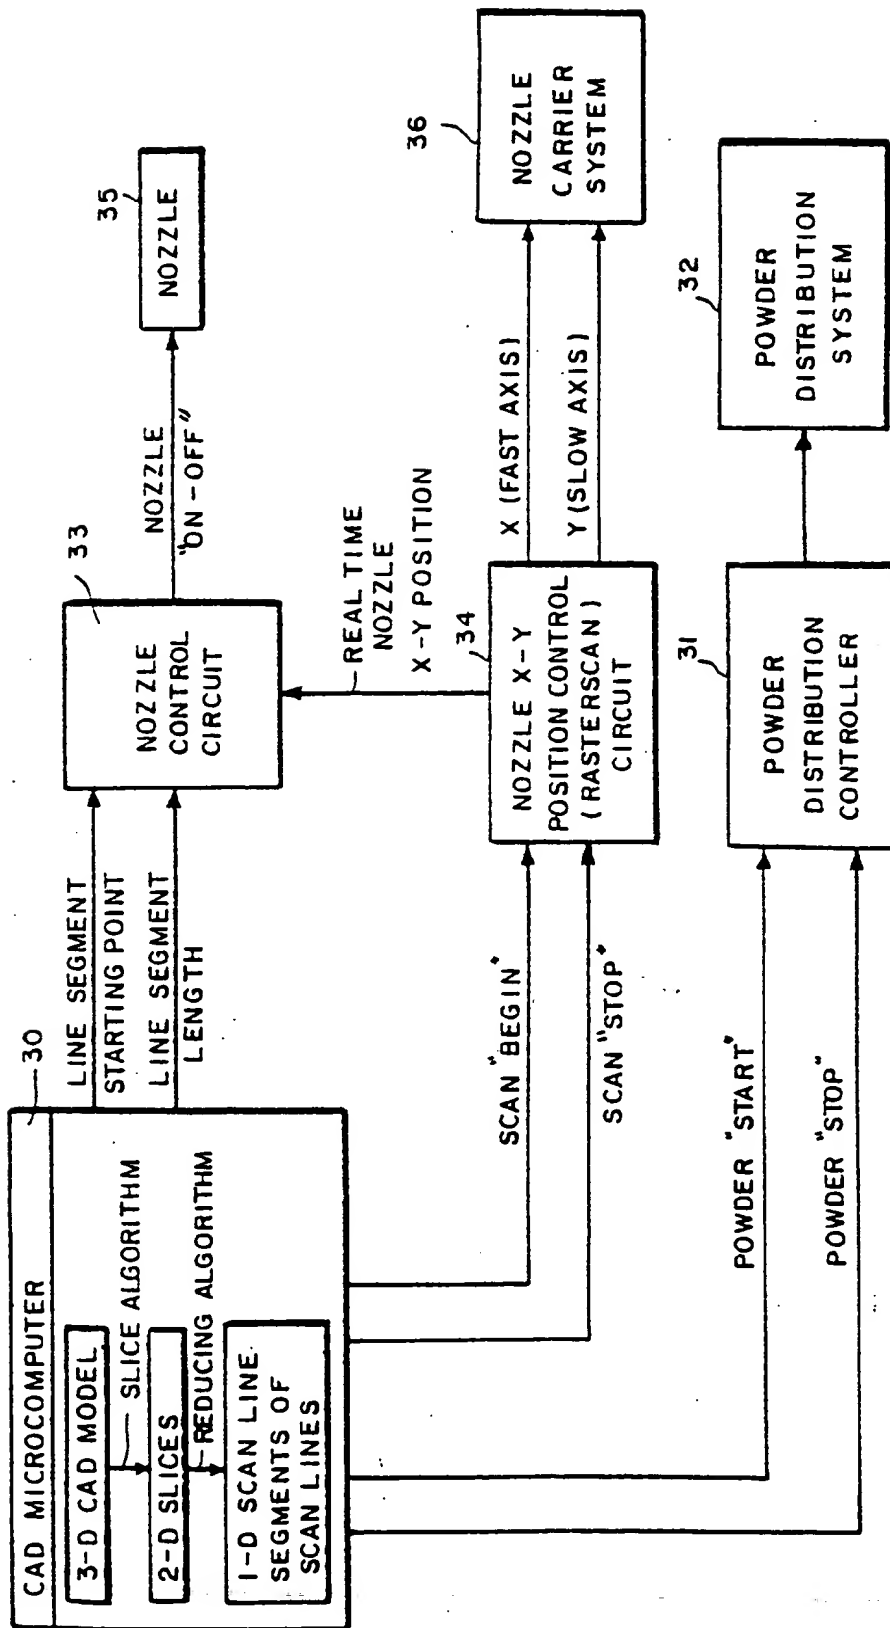 CAD MICROCOMPUTER
30
3-D CAD MODEL
SLICE ALGORITHM
2-D SLICES
REDUCING ALGORITHM
1-D SCAN LINE
SEGMENTS OF
SCAN LINES
LINE SEGMENT
STARTING POINT
LINE SEGMENT
LENGTH
33
NOZZLE
CONTROL
CIRCUIT
NOZZLE
"ON-OFF"
35
NOZZLE
REAL TIME
NOZZLE
X-Y POSITION
SCAN "BEGIN"
SCAN "STOP"
34
NOZZLE X-Y
POSITION CONTROL
(RASTERSCAN)
CIRCUIT
X (FAST AXIS)
Y (SLOW AXIS)
36
NOZZLE
CARRIER
SYSTEM
POWDER "START"
POWDER "STOP"
31
POWDER
DISTRIBUTION
CONTROLLER
32
POWDER
DISTRIBUTION
SYSTEM